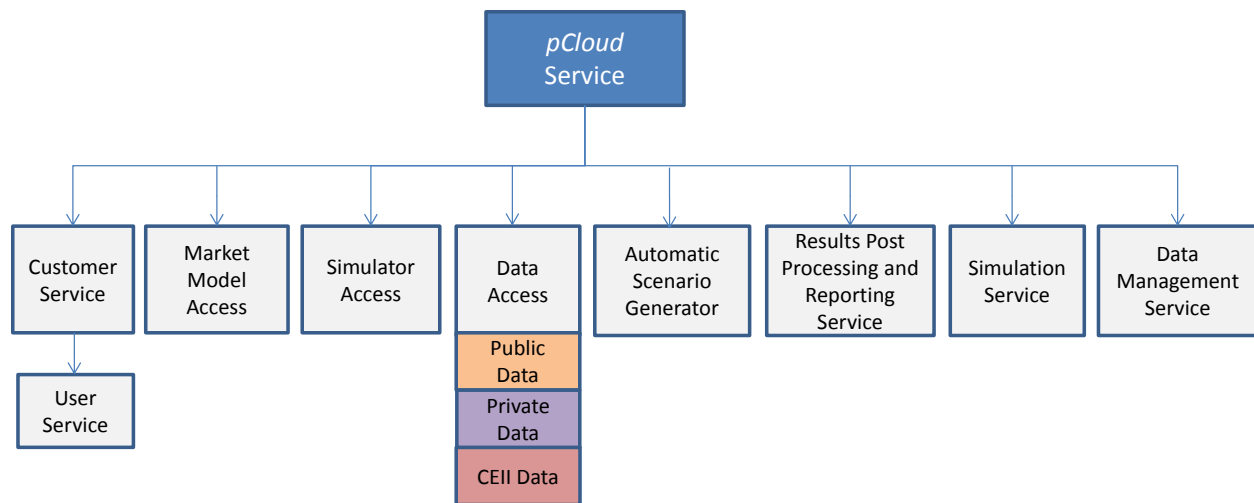 pCloud
Service
Customer
Service
Market
Model
Access
Simulator
Access
Data
Access
Automatic
Scenario
Generator
Results Post
Processing and
Reporting
Service
Simulation
Service
Data
Management
Service
User
Service
Public
Data
Private
Data
CEII Data